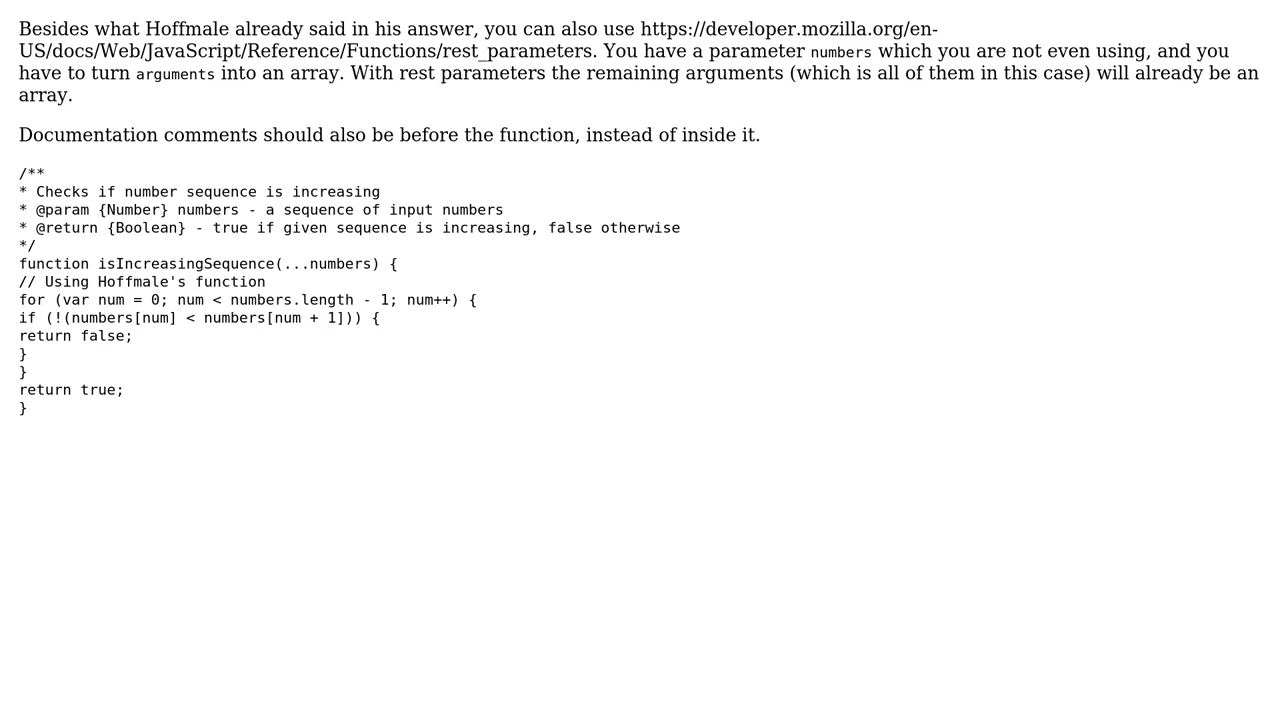 Besides what Hoffmale already said in his answer, you can also use https://developer.mozilla.org/en-
US/docs/Web/JavaScript/Reference/Functions/rest_parameters. You have a parameter numbers which you are not even using, and you
have to turn arguments into an array. With rest parameters the remaining arguments (which is all of them in this case) will already be an
array.
Documentation comments should also be before the function, instead of inside it.
/**
* Checks if number sequence is increasing
* @param {Number} numbers - a sequence of input numbers
* @return {Boolean} - true if given sequence is increasing, false otherwise
*/
function isIncreasingSequence(...numbers) {
// Using Hoffmale's function
for (var num = 0; num < numbers.length - 1; num++) {
if (!(numbers[num] < numbers[num + 1])) {
return false;
}
}
return true;
}